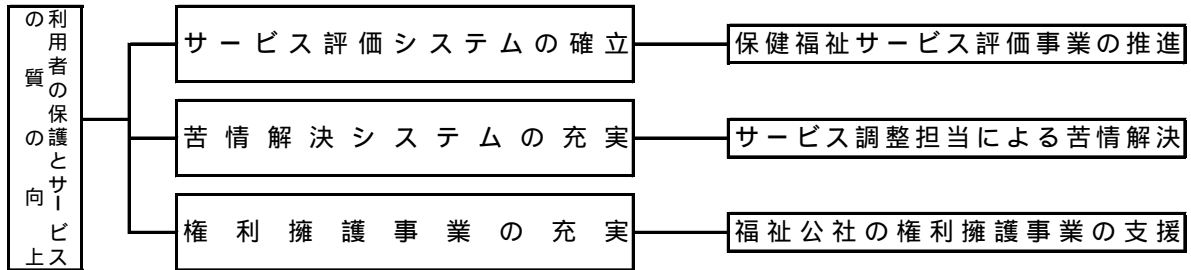 利用者の保護とサービス
の質の向上
サービス評価システムの確立
保健福祉サービス評価事業の推進
苦情解決システムの充実
サービス調整担当による苦情解決
権利擁護事業の充実
福祉公社の権利擁護事業の支援